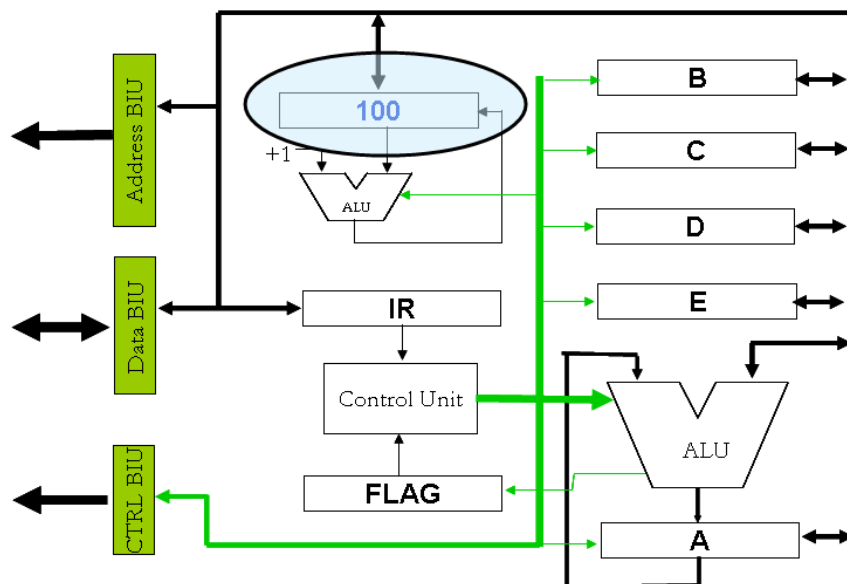 Address BIU
100
+1
ALU
B
C
D
E
Data BIU
IR
Control Unit
ALU
CTRL BIU
FLAG
A